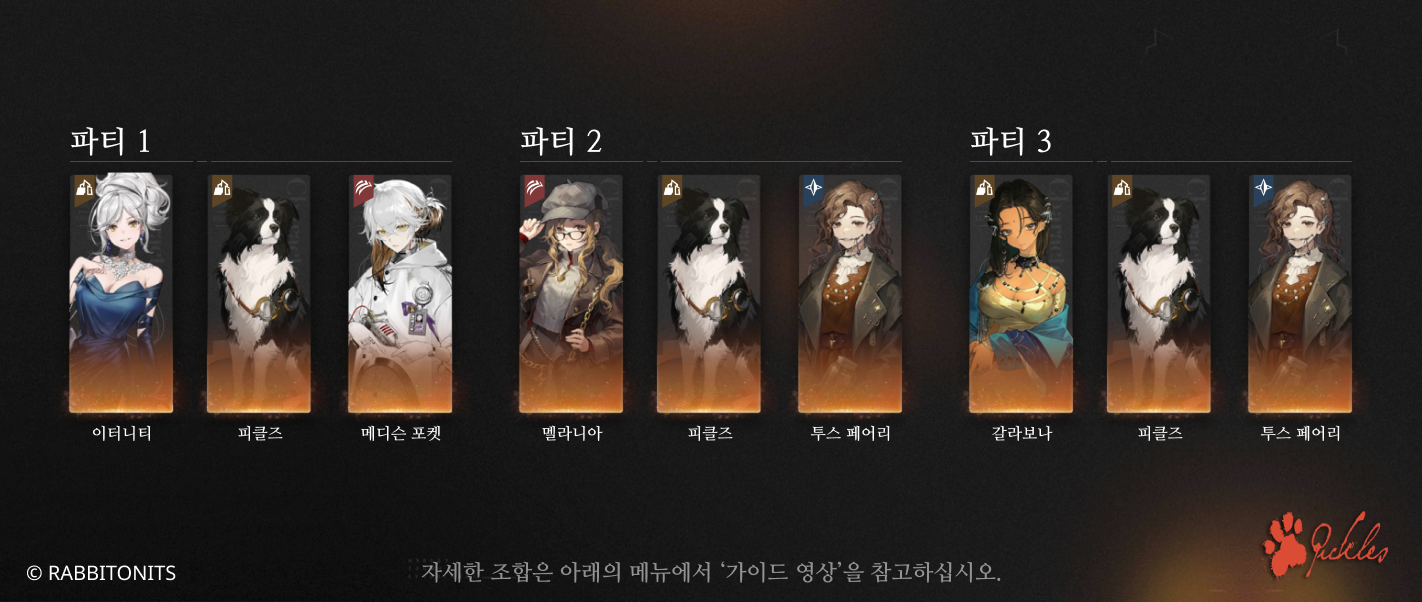 파티 1
파티 2
파티 3
이터니티
피클즈
메디슨 포켓
멜라니아
피클즈
투스 페어리
갈라보나
피클즈
투스 페어리
Pickles
© RABBITONITS
자세한 조합은 아래의 메뉴에서 ‘가이드 영상’을 참고하십시오.